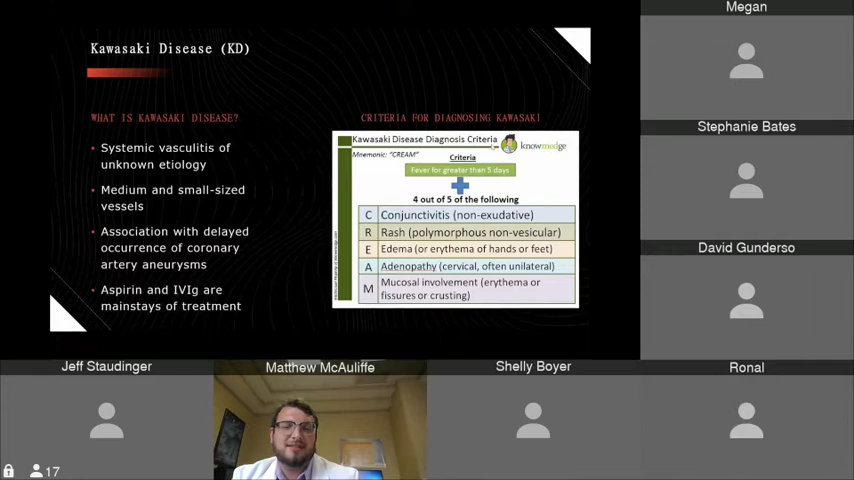 Kawasaki Disease (KD)
WHAT IS KAWASAKI DISEASE?
Systemic vasculitis of
unknown etiology
Medium and small-sized
vessels
Association with delayed
occurrence of coronary
artery aneurysms
Aspirin and IVIg are
mainstays of treatment
CRITERIA FOR DIAGNOSING KAWASAKI
Kawasaki Disease Diagnosis Criteria
Mnemonic: "CREAM"
knowmedge
Criteria
Fever for greater than 5 days
4 out of 5 of the following
C Conjunctivitis (non-exudative)
R Rash (polymorphous non-vesicular)
E Edema (or erythema of hands or feet)
A Adenopathy (cervical, often unilateral)
M Mucosal involvement (erythema or
fissures or crusting)
Megan
Stephanie Bates
David Gunderso
Jeff Staudinger
Matthew McAuliffe
Shelly Boyer
Ronal
17